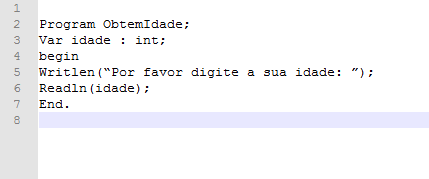 1
2 Program ObtemIdade;
3 Var idade : int;
4 begin
5 Writlen(“Por favor digite a sua idade: ”);
6 Readln(idade);
7 End.
8